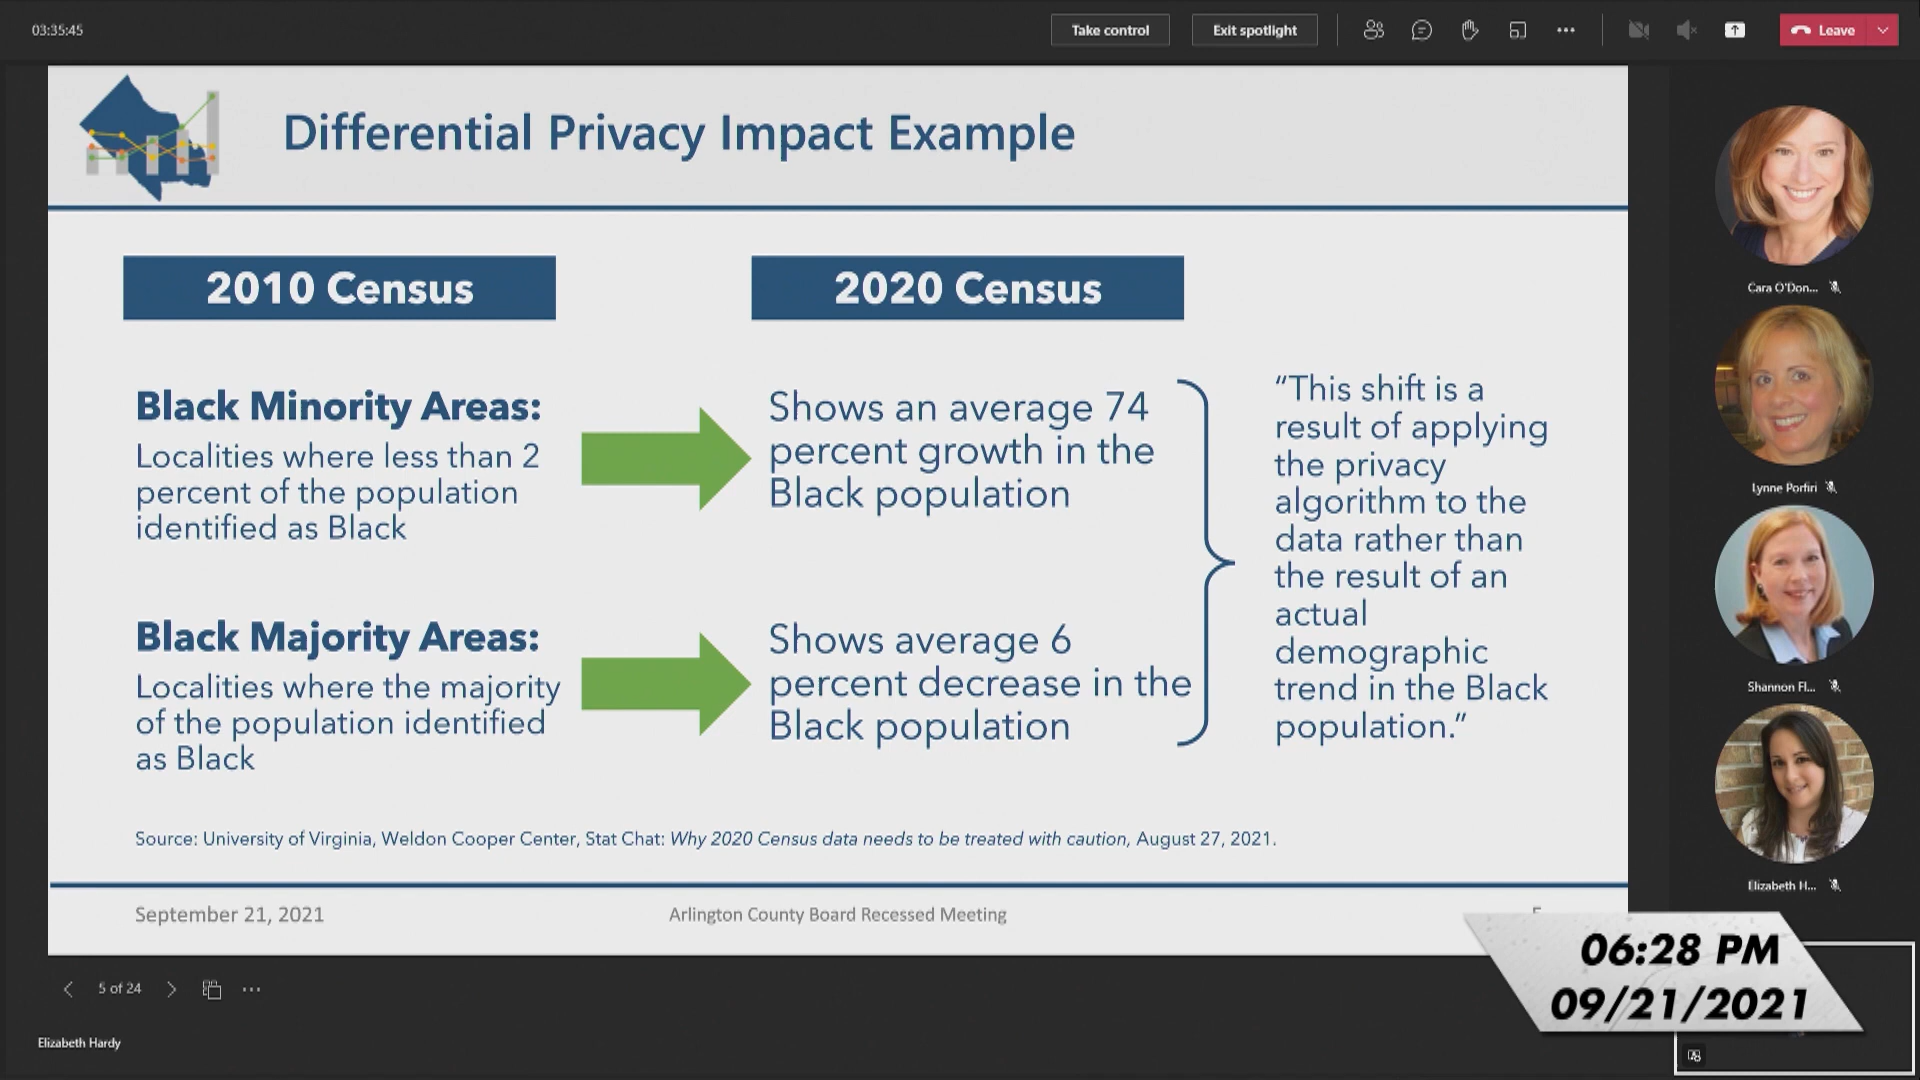 03:35:45
Take control
Exit spotlight
Leave
Differential Privacy Impact Example
2010 Census
2020 Census
Black Minority Areas:
Localities where less than 2
percent of the population
identified as Black
Shows an average 74
percent growth in the
Black population
Black Majority Areas:
Localities where the majority
of the population identified
as Black
Shows average 6
percent decrease in the
Black population
“This shift is a
result of applying
the privacy
algorithm to the
data rather than
the result of an
actual
demographic
trend in the Black
population.”
Source: University of Virginia, Weldon Cooper Center, Stat Chat: Why 2020 Census data needs to be treated with caution, August 27, 2021.
September 21, 2021
Arlington County Board Recessed Meeting
Cara O'Don...
Lynne Porfiri
Shannon Fl...
Elizabeth H...
5 of 24
Elizabeth Hardy
06:28 PM
09/21/2021